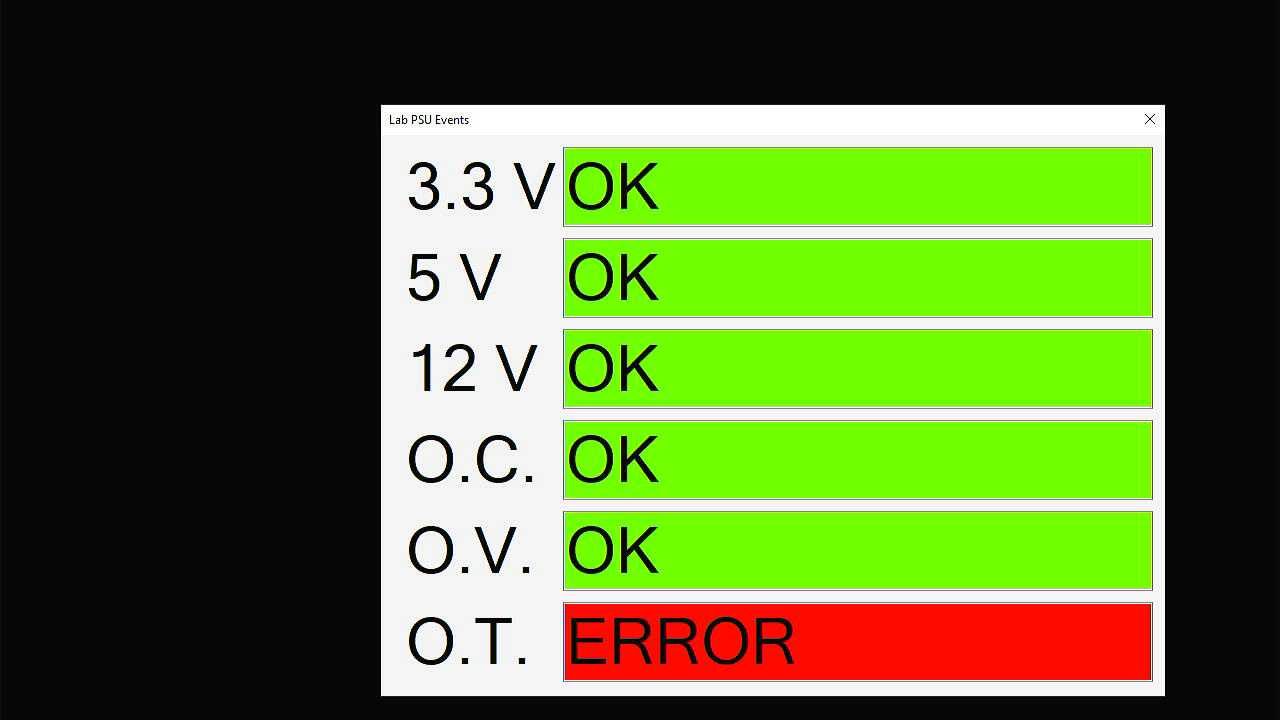 Lab PSU Events
3.3 V OK
5 V OK
12 V OK
O.C. OK
O.V. OK
O.T. ERROR